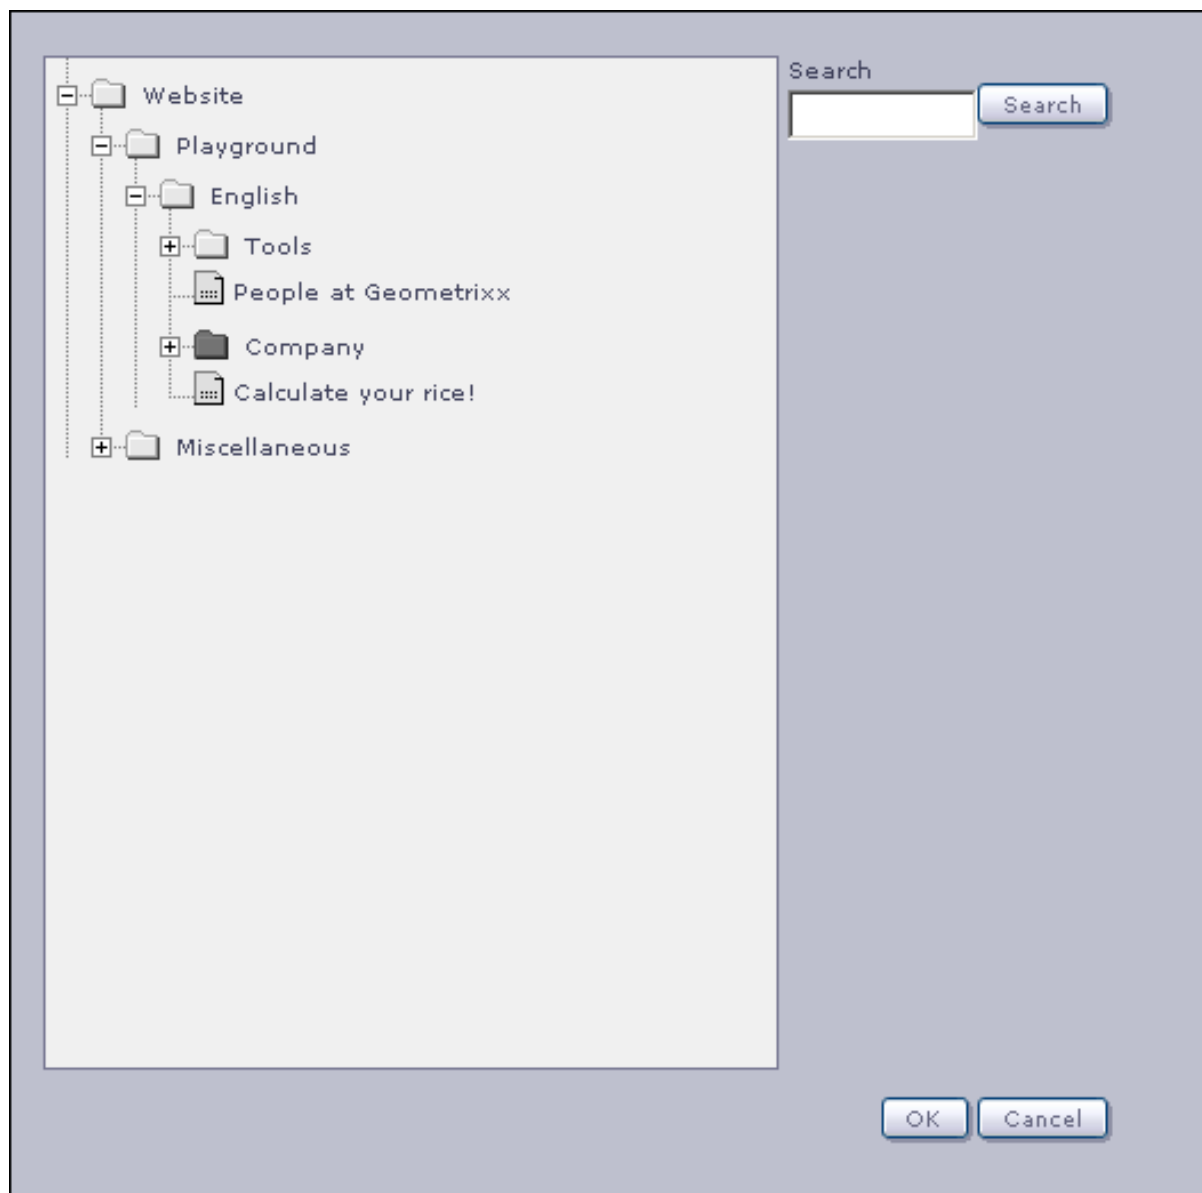 Website
Playground
English
Tools
People at Geometrixx
Company
Calculate your rice!
Miscellaneous
Search
Search
OK
Cancel